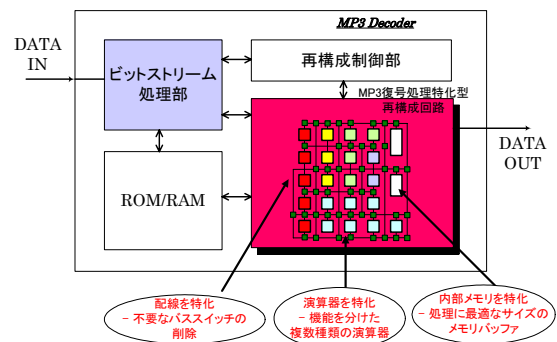 MP3 Decoder
DATA
IN
ビットストリーム
処理部
再構成制御部
MP3復号処理特化型
再構成回路
DATA
OUT
ROM/RAM
配線を特化
- 不要なバススイッチの
削除
演算器を特化
- 機能を分けた
複数種類の演算器
内部メモリを特化
- 処理に最適なサイズの
メモリバッファ